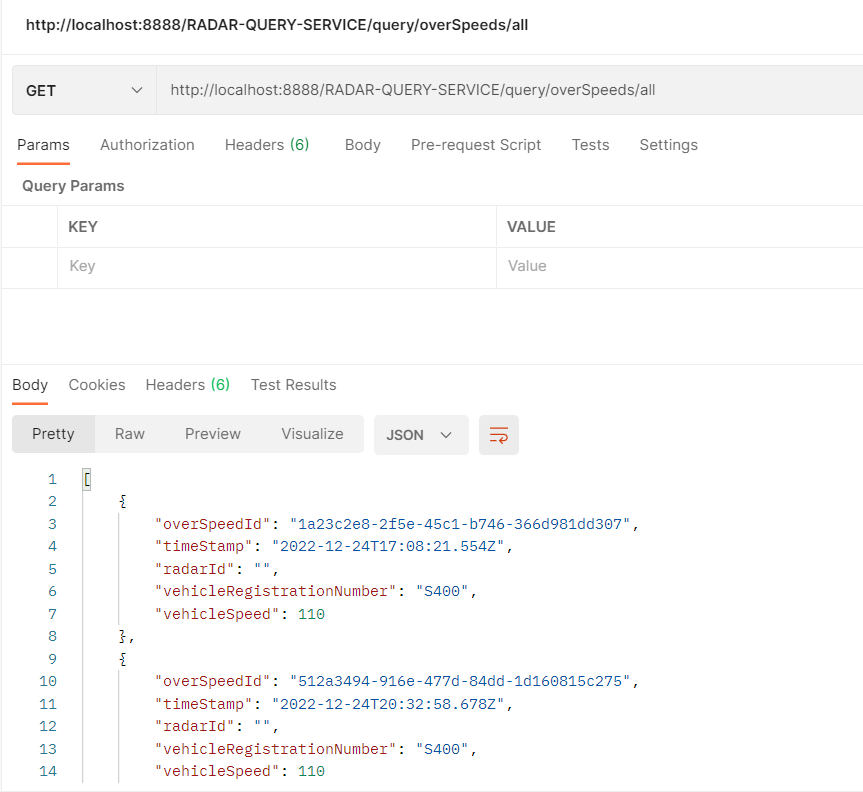 http://localhost:8888/RADAR-QUERY-SERVICE/query/overSpeeds/all
GET http://localhost:8888/RADAR-QUERY-SERVICE/query/overSpeeds/all
Params Authorization Headers (6) Body Pre-request Script Tests Settings
Query Params
KEY VALUE
Key Value
Body Cookies Headers (6) Test Results
Pretty Raw Preview Visualize JSON
1 [
2 {
3 "overSpeedId": "1a23c2e8-2f5e-45c1-b746-366d981dd307",
4 "timeStamp": "2022-12-24T17:08:21.554Z",
5 "radarId": "",
6 "vehicleRegistrationNumber": "S400",
7 "vehicleSpeed": 110
8 },
9 {
10 "overSpeedId": "512a3494-916e-477d-84dd-1d160815c275",
11 "timeStamp": "2022-12-24T20:32:58.678Z",
12 "radarId": "",
13 "vehicleRegistrationNumber": "S400",
14 "vehicleSpeed": 110